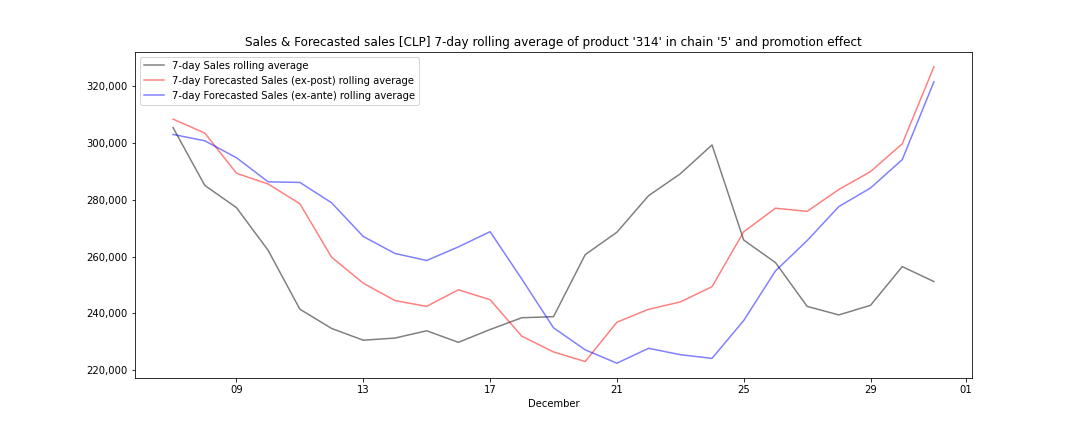 Sales & Forecasted sales [CLP] 7-day rolling average of product '314' in chain '5' and promotion effect
7-day Sales rolling average
7-day Forecasted Sales (ex-post) rolling average
7-day Forecasted Sales (ex-ante) rolling average
320,000
300,000
280,000
260,000
240,000
220,000
09 13 17 21 25 29 01
December